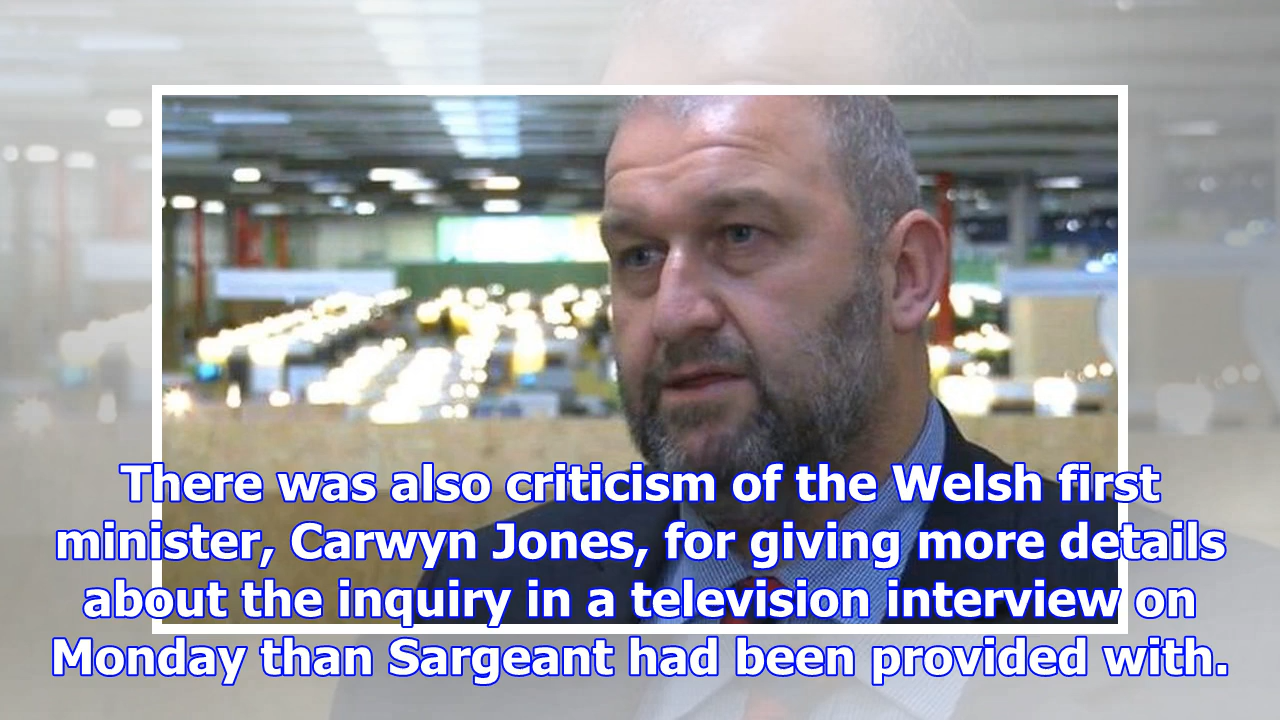 There was also criticism of the Welsh first
minister, Carwyn Jones, for giving more details
about the inquiry in a television interview on
Monday than Sargeant had been provided with.